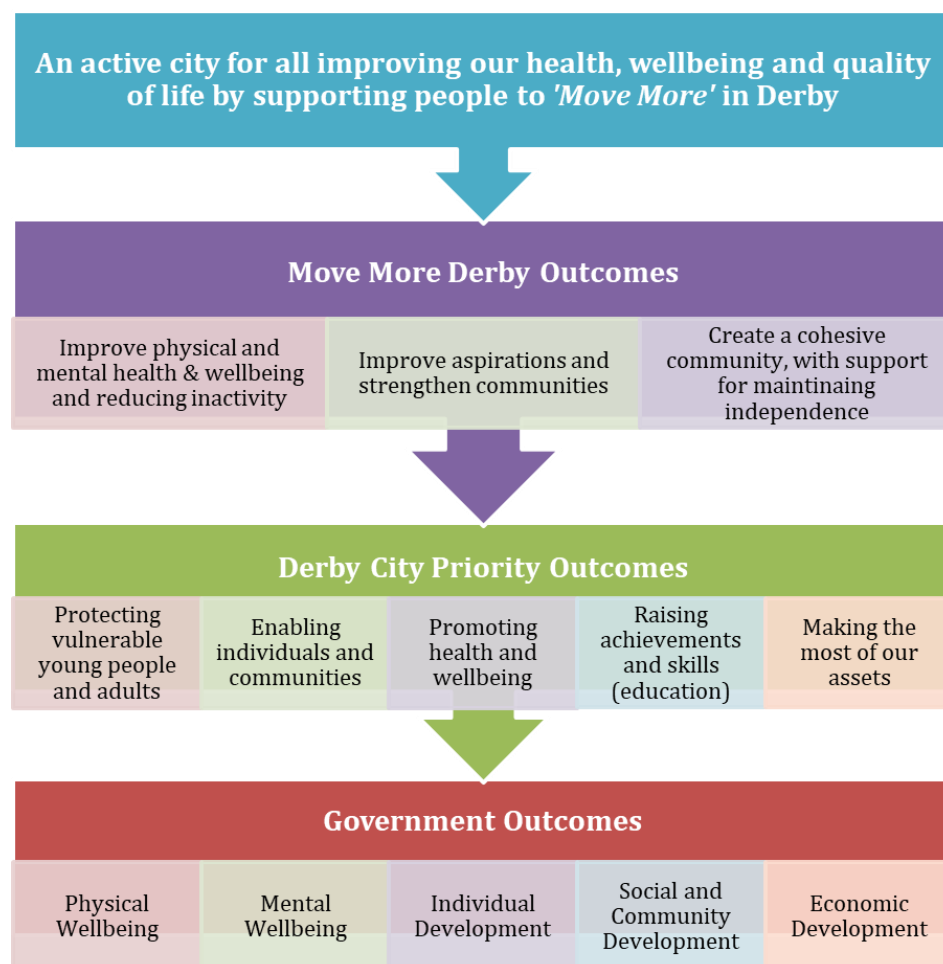 An active city for all improving our health, wellbeing and quality
of life by supporting people to 'Move More' in Derby
Move More Derby Outcomes
Improve physical and
mental health & wellbeing
and reducing inactivity
Improve aspirations and
strengthen communities
Create a cohesive
community, with support
for maintinaing
independence
Derby City Priority Outcomes
Protecting
vulnerable
young people
and adults
Enabling
individuals and
communities
Promoting
health and
wellbeing
Raising
achievements
and skills
(education)
Making the
most of our
assets
Government Outcomes
Physical
Wellbeing
Mental
Wellbeing
Individual
Development
Social and
Community
Development
Economic
Development